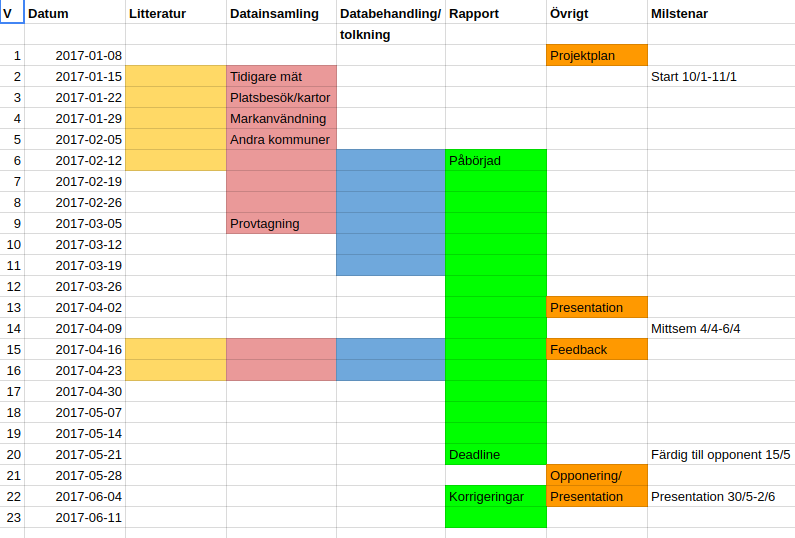 V Datum Litteratur Datainsamling Databehandling/ Rapport Övrigt Milstenar
tolkning
1 2017-01-08 Projektplan
2 2017-01-15 Tidigare mät Start 10/1-11/1
3 2017-01-22 Platsbesök/kartor
4 2017-01-29 Markanvändning
5 2017-02-05 Andra kommuner
6 2017-02-12 Påbörjad
7 2017-02-19
8 2017-02-26
9 2017-03-05 Provtagning
10 2017-03-12
11 2017-03-19
12 2017-03-26
13 2017-04-02 Presentation
14 2017-04-09 Mittsem 4/4-6/4
15 2017-04-16 Feedback
16 2017-04-23
17 2017-04-30
18 2017-05-07
19 2017-05-14
20 2017-05-21 Deadline Färdig till opponent 15/5
21 2017-05-28 Opponering/
22 2017-06-04 Korrigeringar Presentation Presentation 30/5-2/6
23 2017-06-11